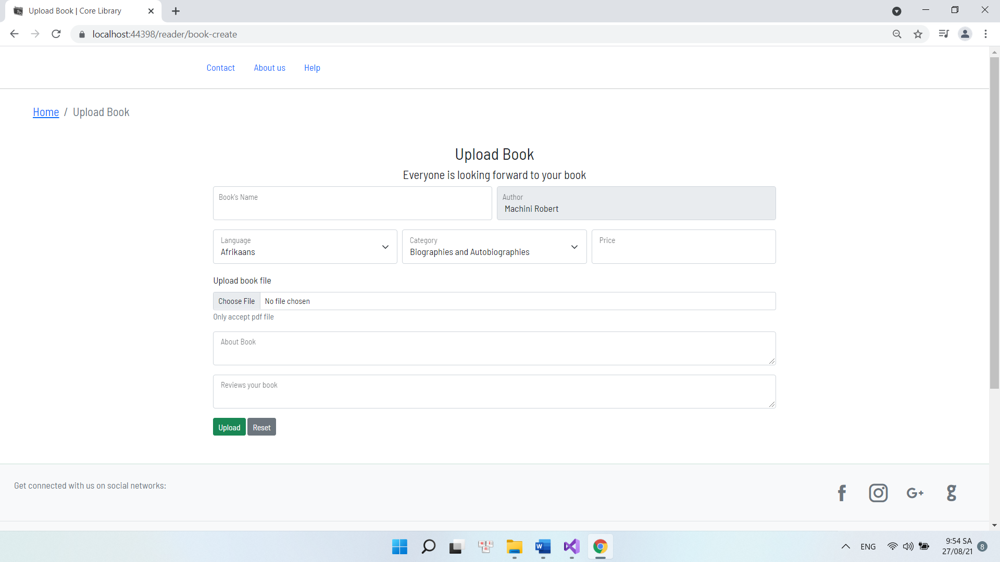 Upload Book | Core Library
localhost:44398/reader/book-create
Contact About us Help
Home / Upload Book
Upload Book
Everyone is looking forward to your book
Book's Name
Author
Machini Robert
Language
Afrikaans
Category
Biographies and Autobiographies
Price
Upload book file
Choose File No file chosen
Only accept pdf file
About Book
Reviews your book
Upload Reset
Get connected with us on social networks:
f G+ g
ENG
9:54 SA
27/08/21
8